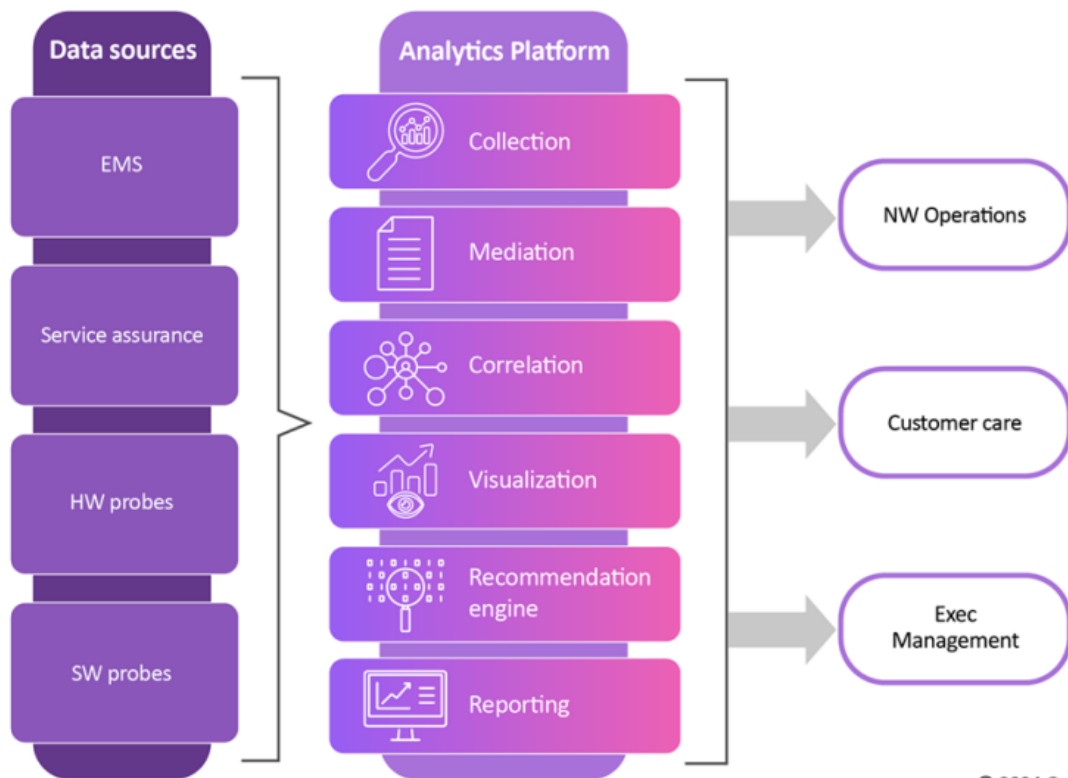 Data sources
EMS
Service assurance
HW probes
SW probes
Analytics Platform
Collection
Mediation
Correlation
Visualization
Recommendation
engine
Reporting
NW Operations
Customer care
Exec
Management